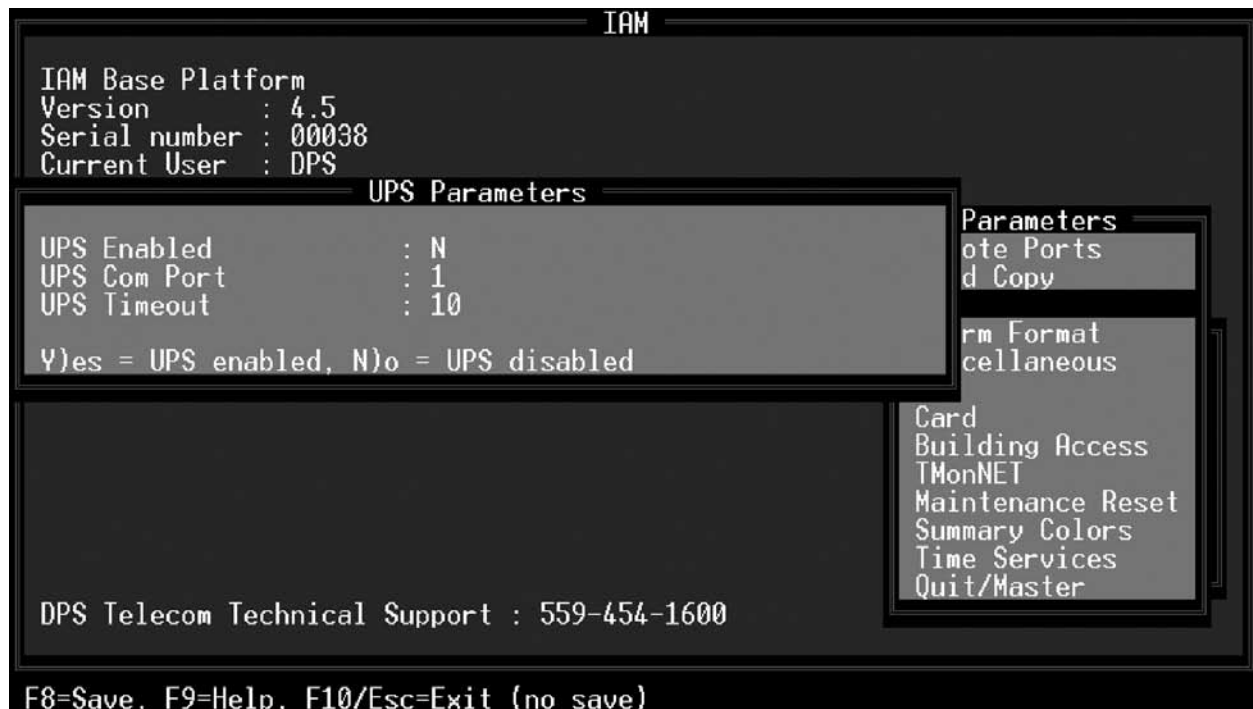 IAM
IAM Base Platform
Version : 4.5
Serial number : 00038
Current User : DPS
UPS Parameters
UPS Enabled : N
UPS Com Port : 1
UPS Timeout : 10
Y)es = UPS enabled, N)o = UPS disabled
Parameters
ote Ports
d Copy
rm Format
cellaneous
Card
Building Access
TMonNET
Maintenance Reset
Summary Colors
Time Services
Quit/Master
DPS Telecom Technical Support : 559-454-1600
F8=Save, F9=Help, F10/Esc=Exit (no save)